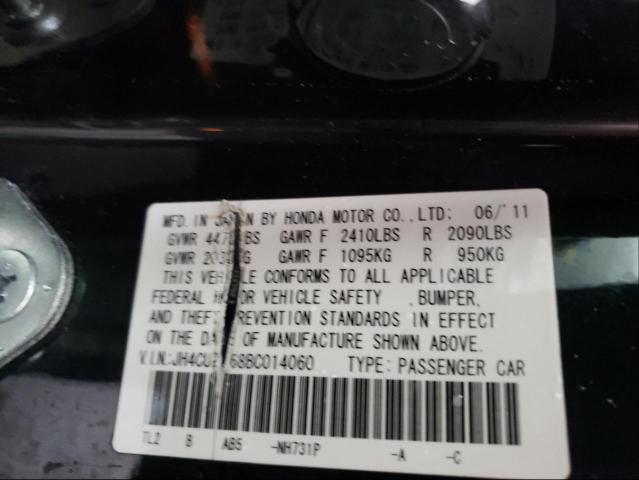 MFD. IN JAPAN BY HONDA MOTOR CO., LTD: 06/'11
GVWR 4470LBS GAWR F 2410LBS R 2090LBS
GVWR 2030KG GAWR F 1095KG R 950KG
THIS VEHICLE CONFORMS TO ALL APPLICABLE
FEDERAL MOTOR VEHICLE SAFETY , BUMPER,
AND THEFT PREVENTION STANDARDS IN EFFECT
ON THE DATE OF MANUFACTURE SHOWN ABOVE.
V.I.N.: TYPE: PASSENGER CAR
TL2 B AB5 -NH731P -A -C